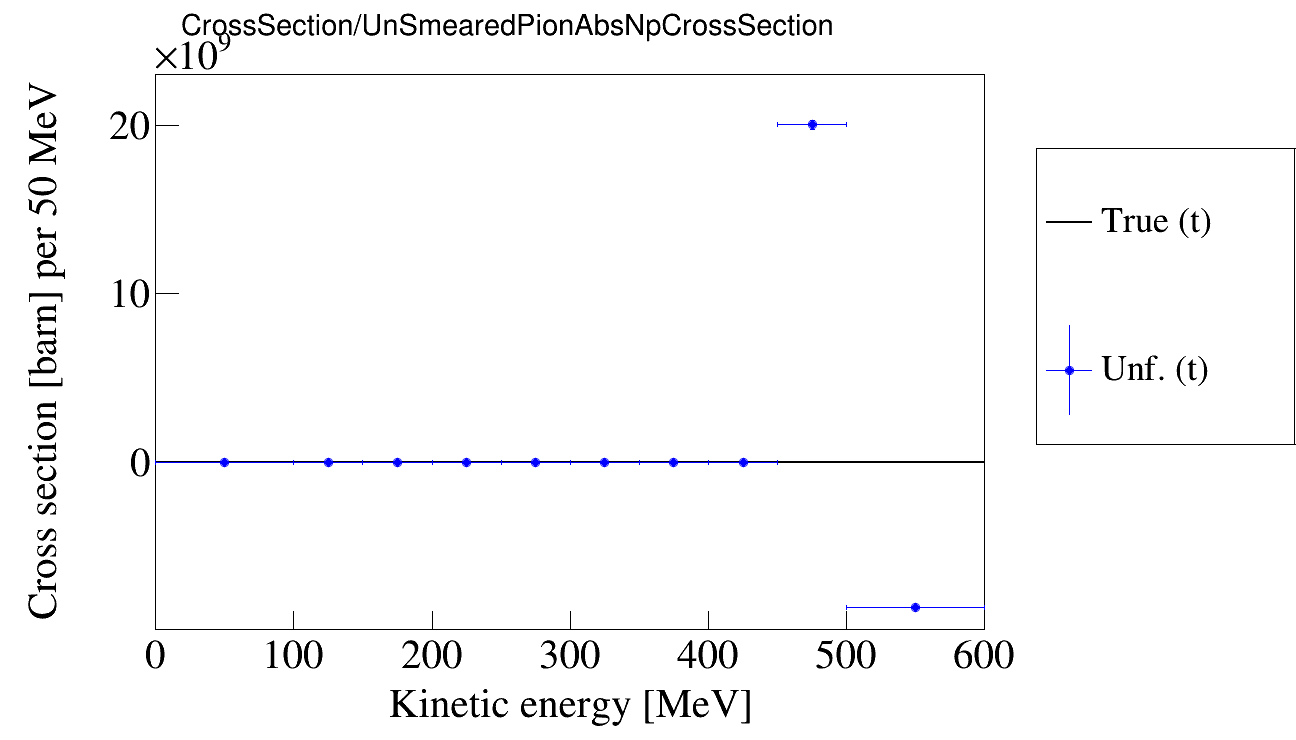 CrossSection/UnSmearedPionAbsNpCrossSection
×10⁹
Cross section [barn] per 50 MeV
20
10
0
0 100 200 300 400 500 600
Kinetic energy [MeV]
True (t)
Unf. (t)